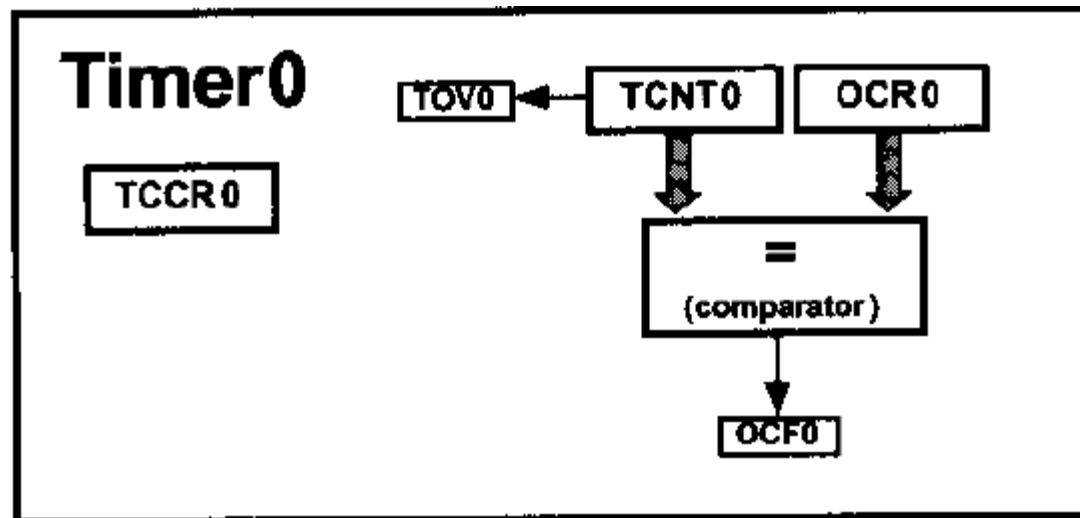 Timer0
TOV0
TCNT0
OCR0
TCCR0
=
(comparator)
OCF0